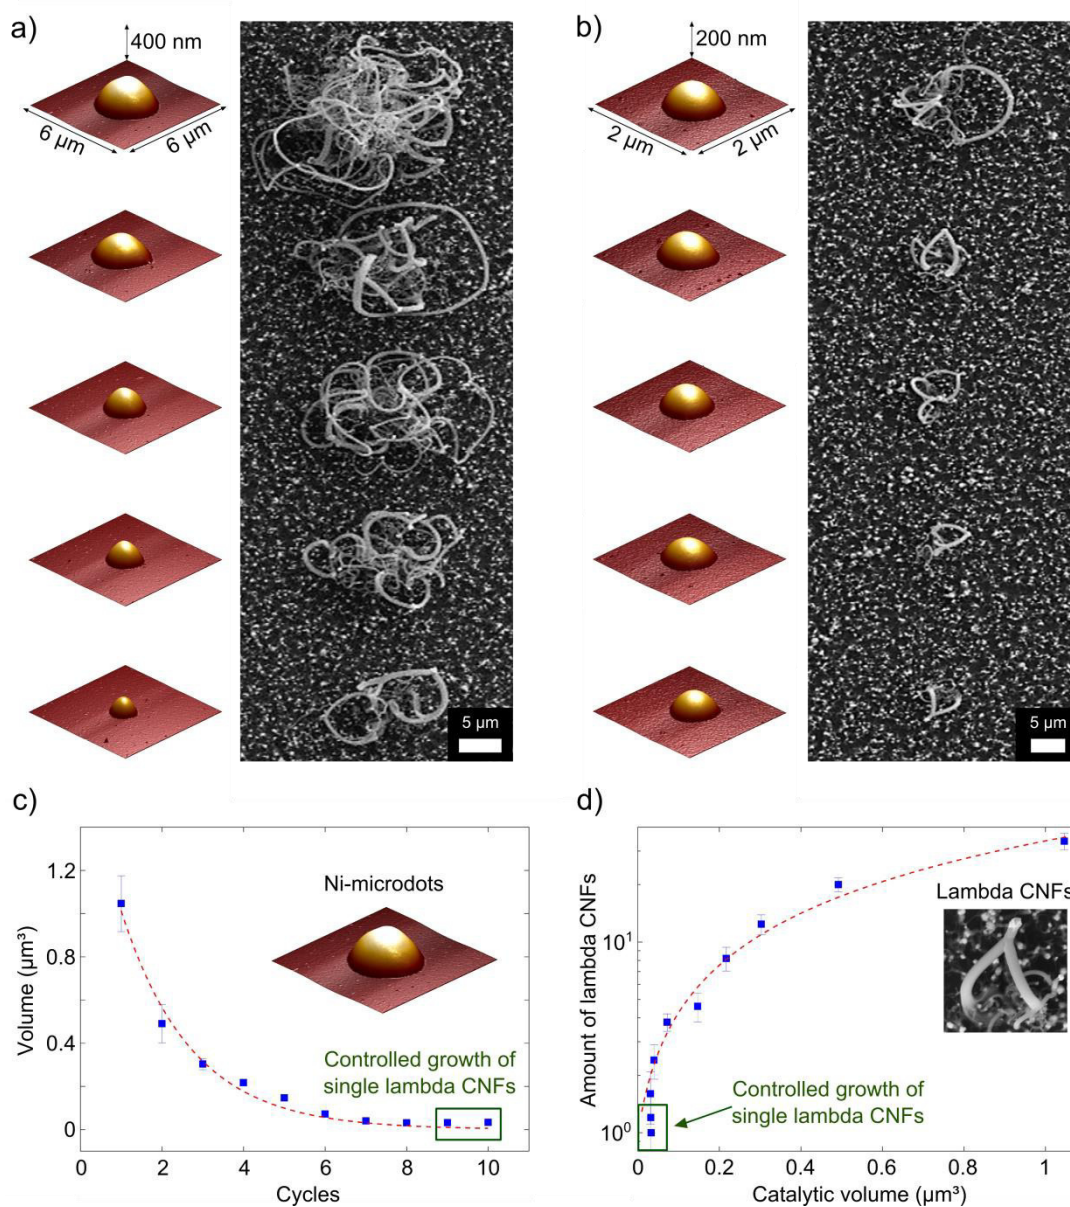 a)
400 nm
6 µm
6 µm
5 µm
b)
200 nm
2 µm
2 µm
5 µm
c)
Volume (µm³)
1.2
0.8
0.4
0
0
2
4
6
8
10
Cycles
Ni-microdots
Controlled growth of
single lambda CNFs
d)
Amount of lambda CNFs
10¹
10⁰
0
0.2
0.4
0.6
0.8
1
Catalytic volume (µm³)
Lambda CNFs
Controlled growth of
single lambda CNFs